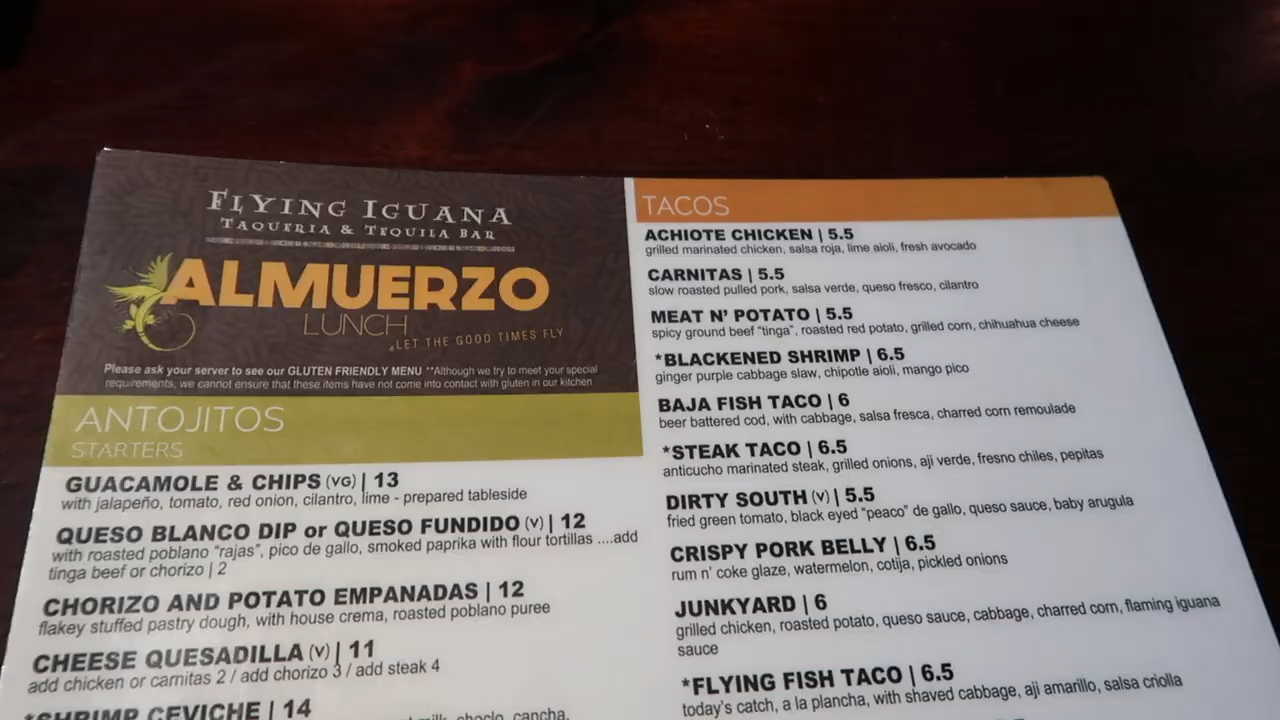 FLYING IGUANA
TAQUERIA & TEQUILA BAR
ALMUERZO
LUNCH
LET THE GOOD TIMES FLY
Please ask your server to see our GLUTEN FRIENDLY MENU **Although we try to meet your special
requirements, we cannot ensure that these items have not come into contact with gluten in our kitchen
ANTOJITOS
STARTERS
GUACAMOLE & CHIPS (VG) | 13
with jalapeño, tomato, red onion, cilantro, lime - prepared tableside
QUESO BLANCO DIP or QUESO FUNDIDO (V) | 12
with roasted poblano "rajas", pico de gallo, smoked paprika with flour tortillas ....add
tinga beef or chorizo | 2
CHORIZO AND POTATO EMPANADAS | 12
flakey stuffed pastry dough, with house crema, roasted poblano puree
CHEESE QUESADILLA (V) | 11
add chicken or carnitas 2 / add chorizo 3 / add steak 4
*SHRIMP CEVICHE | 14
milk, choclo, cancha,
TACOS
ACHIOTE CHICKEN | 5.5
grilled marinated chicken, salsa roja, lime aioli, fresh avocado
CARNITAS | 5.5
slow roasted pulled pork, salsa verde, queso fresco, cilantro
MEAT N' POTATO | 5.5
spicy ground beef "tinga", roasted red potato, grilled corn, chihuahua cheese
*BLACKENED SHRIMP | 6.5
ginger purple cabbage slaw, chipotle aioli, mango pico
BAJA FISH TACO | 6
beer battered cod, with cabbage, salsa fresca, charred corn remoulade
*STEAK TACO | 6.5
anticucho marinated steak, grilled onions, aji verde, fresno chiles, pepitas
DIRTY SOUTH (V) | 5.5
fried green tomato, black eyed "peaco" de gallo, queso sauce, baby arugula
CRISPY PORK BELLY | 6.5
rum n' coke glaze, watermelon, cotija, pickled onions
JUNKYARD | 6
grilled chicken, roasted potato, queso sauce, cabbage, charred corn, flaming iguana
sauce
*FLYING FISH TACO | 6.5
today's catch, a la plancha, with shaved cabbage, aji amarillo, salsa criolla